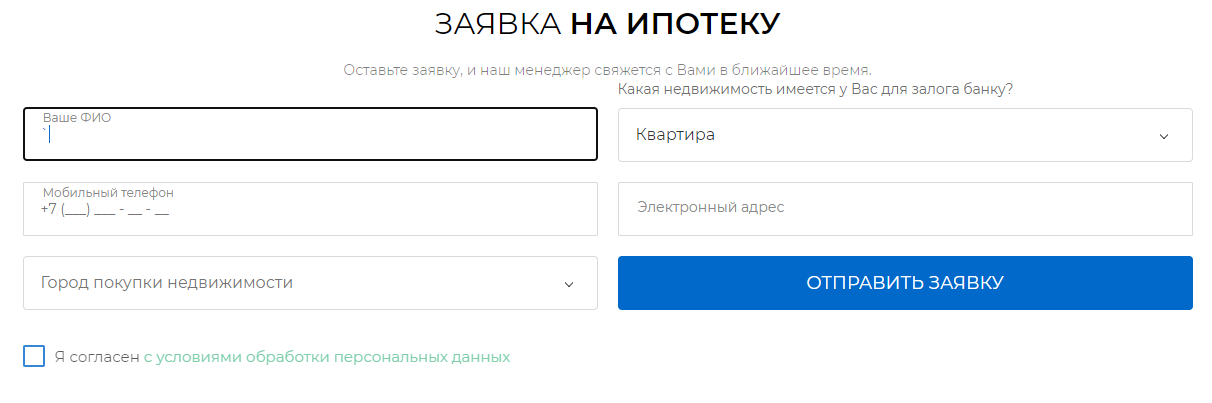 ЗАЯВКА НА ИПОТЕКУ
Оставьте заявку, и наш менеджер свяжется с Вами в ближайшее время.
Какая недвижимость имеется у Вас для залога банку?
Ваше ФИО
`
Квартира
Мобильный телефон
+7 (___) ___ - __ - __
Электронный адрес
Город покупки недвижимости
ОТПРАВИТЬ ЗАЯВКУ
Я согласен с условиями обработки персональных данных